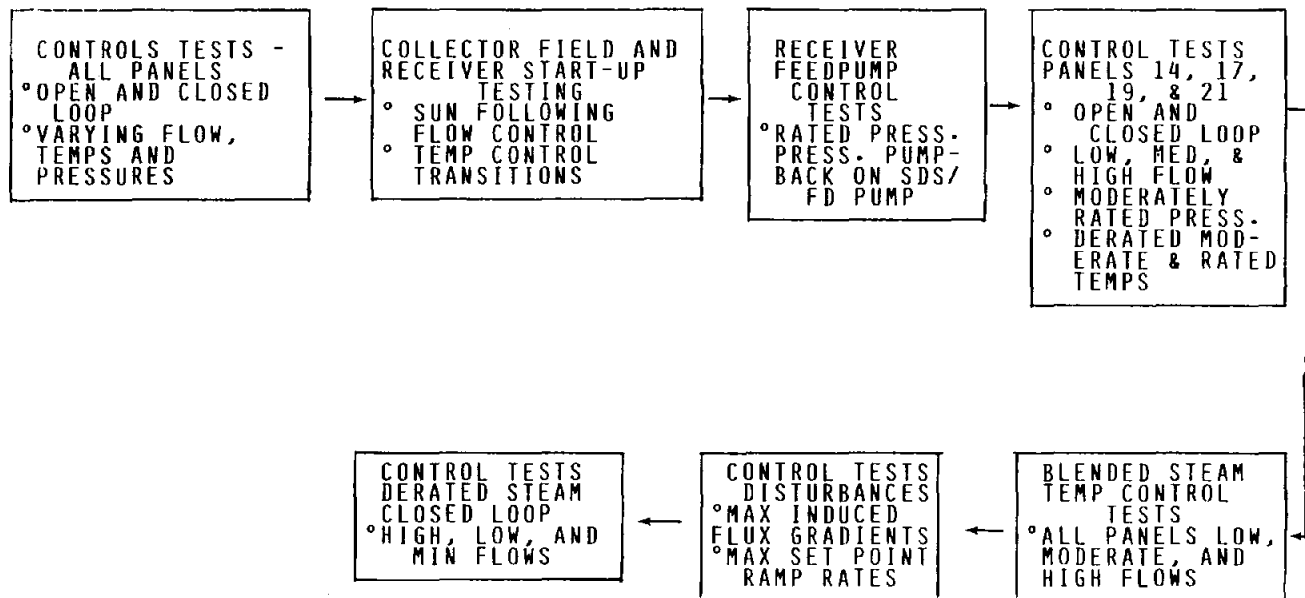 CONTROLS TESTS -
ALL PANELS
°OPEN AND CLOSED
LOOP
°VARYING FLOW,
TEMPS AND
PRESSURES
COLLECTOR FIELD AND
RECEIVER START-UP
TESTING
° SUN FOLLOWING
FLOW CONTROL
° TEMP CONTROL
TRANSITIONS
RECEIVER
FEEDPUMP
CONTROL
TESTS
°RATED PRESS.
PRESS. PUMP-
BACK ON SDS/
FD PUMP
CONTROL TESTS
PANELS 14, 17,
19, & 21
° OPEN AND
CLOSED LOOP
° LOW, MED, &
HIGH FLOW
° MODERATELY
RATED PRESS.
° DERATED MOD-
ERATE & RATED
TEMPS
BLENDED STEAM
TEMP CONTROL
TESTS
°ALL PANELS LOW,
MODERATE, AND
HIGH FLOWS
CONTROL TESTS
DISTURBANCES
°MAX INDUCED
FLUX GRADIENTS
°MAX SET POINT
RAMP RATES
CONTROL TESTS
DERATED STEAM
CLOSED LOOP
°HIGH, LOW, AND
MIN FLOWS